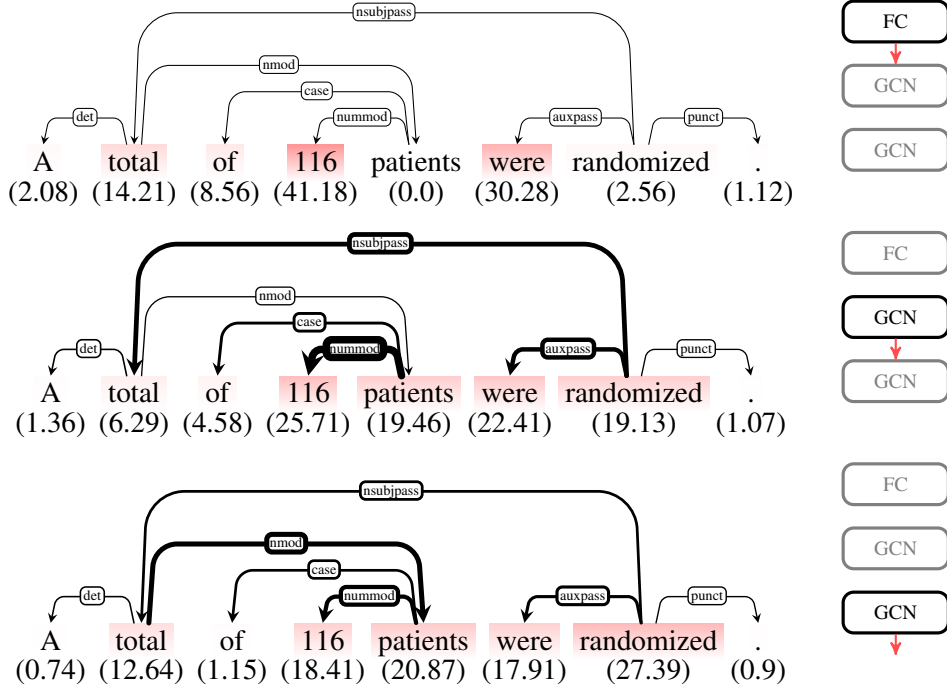 nsubjpass
FC
nmod
GCN
case
det
nummod
auxpass
punct
A total of 116 patients were randomized .
GCN
(2.08) (14.21) (8.56) (41.18) (0.0) (30.28) (2.56) (1.12)
nsubjpass
FC
nmod
case
GCN
det
nummod
auxpass
punct
A total of 116 patients were randomized .
GCN
(1.36) (6.29) (4.58) (25.71) (19.46) (22.41) (19.13) (1.07)
nsubjpass
FC
nmod
GCN
case
det
nummod
auxpass
punct
GCN
A total of 116 patients were randomized .
(0.74) (12.64) (1.15) (18.41) (20.87) (17.91) (27.39) (0.9)